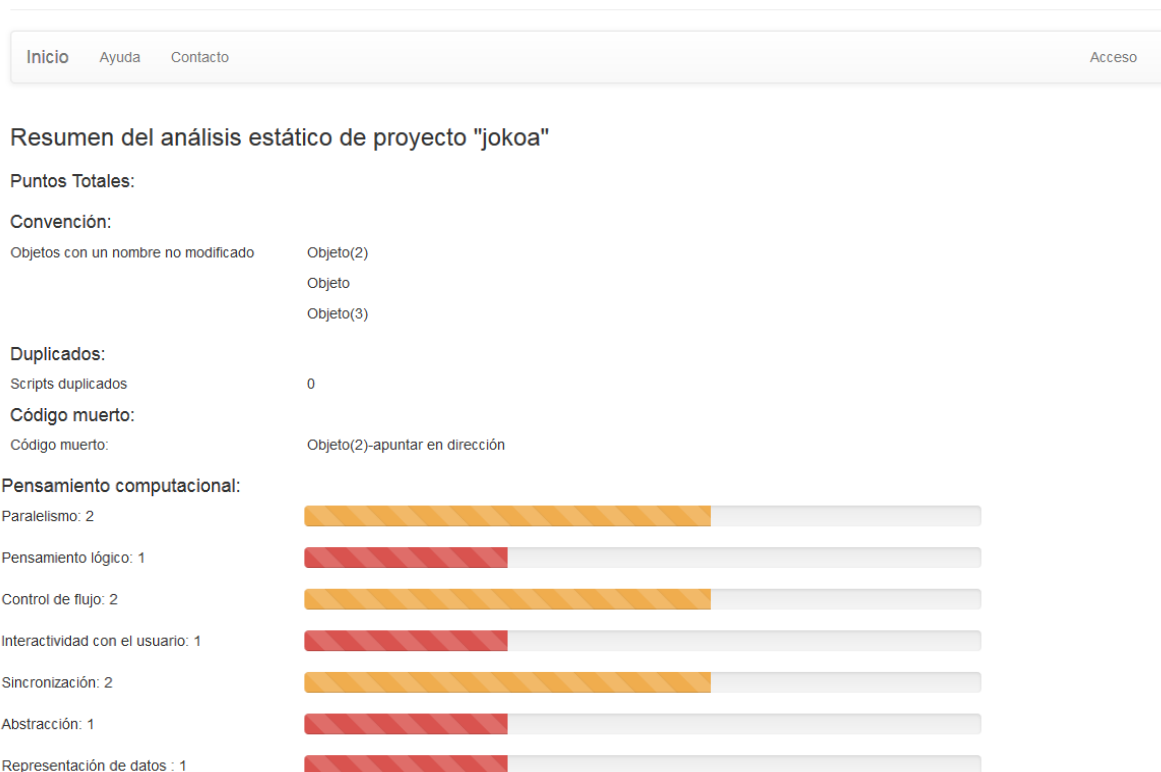 Inicio Ayuda Contacto Acceso
Resumen del análisis estático de proyecto "jokoa"
Puntos Totales:
Convención:
Objetos con un nombre no modificado Objeto(2)
Objeto
Objeto(3)
Duplicados:
Scripts duplicados 0
Código muerto:
Código muerto: Objeto(2)-apuntar en dirección
Pensamiento computacional:
Paralelismo: 2
Pensamiento lógico: 1
Control de flujo: 2
Interactividad con el usuario: 1
Sincronización: 2
Abstracción: 1
Representación de datos : 1